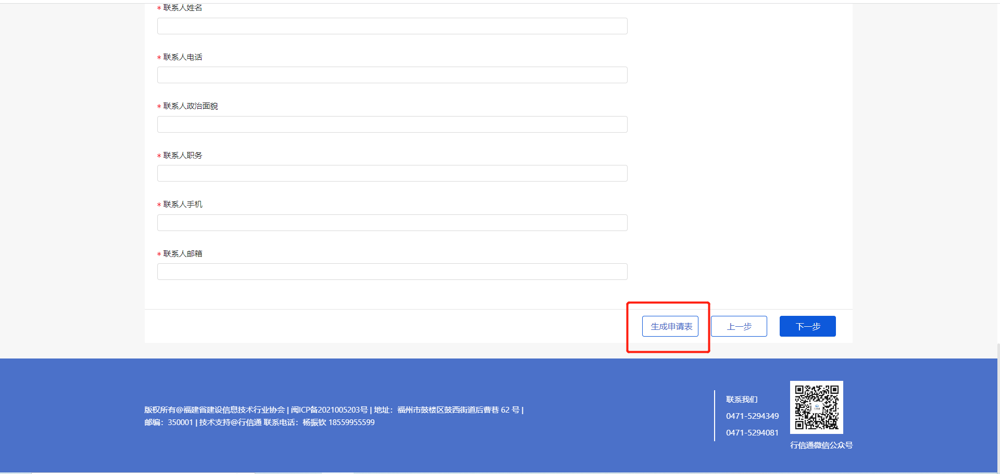 * 联系人姓名
* 联系人电话
* 联系人政治面貌
* 联系人职务
* 联系人手机
* 联系人邮箱
生成申请表
上一步
下一步
版权所有@福建省建设信息技术行业协会 | 闽ICP备2021005203号 | 地址：福州市鼓楼区鼓西街道后曹巷 62 号 |
邮编：350001 | 技术支持@行信通 联系电话：杨振钦 18559955599
联系我们
0471-5294349
0471-5294081
行信通微信公众号